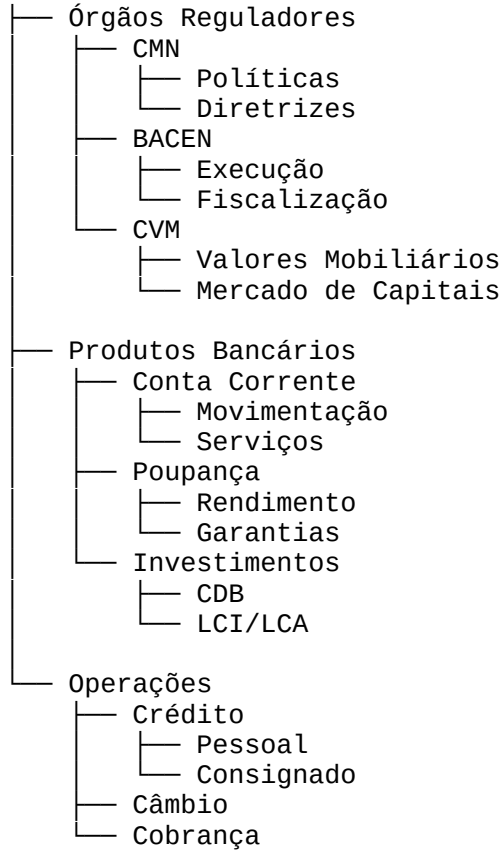 Órgãos Reguladores
CMN
Políticas
Diretrizes
BACEN
Execução
Fiscalização
CVM
Valores Mobiliários
Mercado de Capitais
Produtos Bancários
Conta Corrente
Movimentação
Serviços
Poupança
Rendimento
Garantias
Investimentos
CDB
LCI/LCA
Operações
Crédito
Pessoal
Consignado
Câmbio
Cobrança